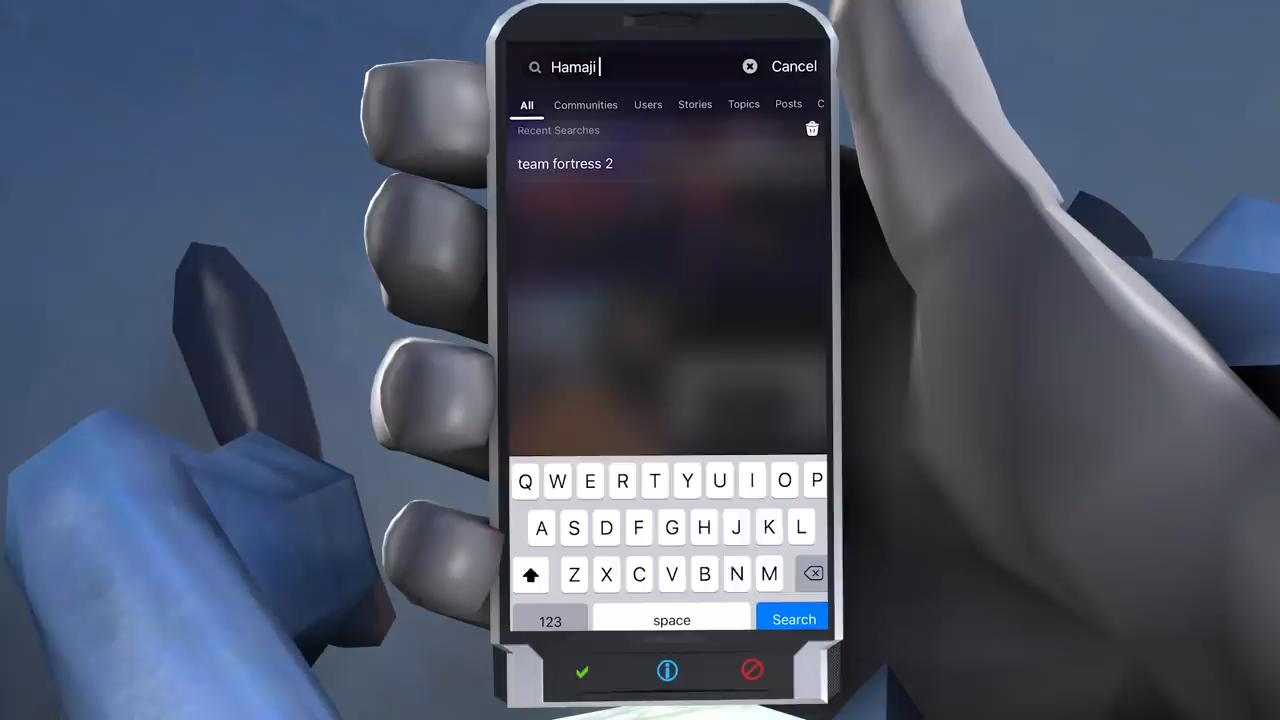 Hamaji
Cancel
All Communities Users Stories Topics Posts C
Recent Searches
team fortress 2
Q W E R T Y U I O P
A S D F G H J K L
Z X C V B N M
123 space Search